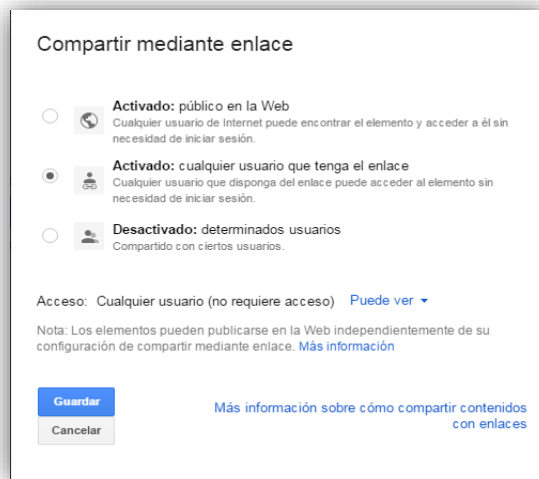 Compartir mediante enlace
Activado: público en la Web
Cualquier usuario de Internet puede encontrar el elemento y acceder a él sin
necesidad de iniciar sesión.
Activado: cualquier usuario que tenga el enlace
Cualquier usuario que disponga del enlace puede acceder al elemento sin
necesidad de iniciar sesión.
Desactivado: determinados usuarios
Compartido con ciertos usuarios.
Acceso: Cualquier usuario (no requiere acceso) Puede ver
Nota: Los elementos pueden publicarse en la Web independientemente de su
configuración de compartir mediante enlace. Más información
Guardar
Cancelar
Más información sobre cómo compartir contenidos
con enlaces